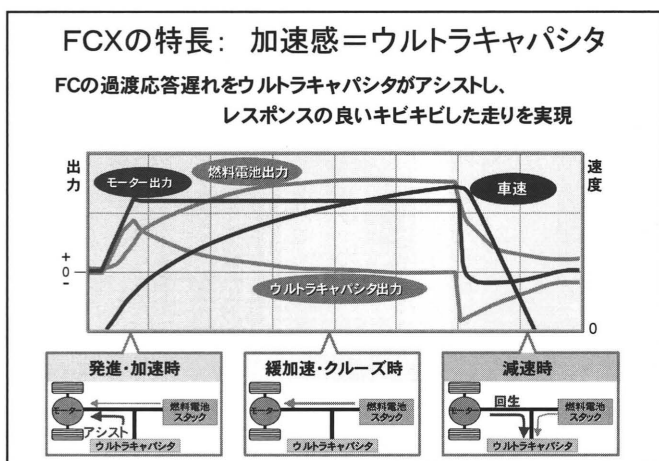 FCXの特長： 加速感＝ウルトラキャパシタ
FCの過渡応答遅れをウルトラキャパシタがアシストし、
レスポンスの良いキビキビした走りを実現
出力
モーター出力
燃料電池出力
車速
速度
+
0
-
ウルトラキャパシタ出力
0
発進・加速時
モーター
燃料電池
スタック
アシスト
ウルトラキャパシタ
緩加速・クルーズ時
モーター
燃料電池
スタック
ウルトラキャパシタ
減速時
回生
モーター
燃料電池
スタック
ウルトラキャパシタ